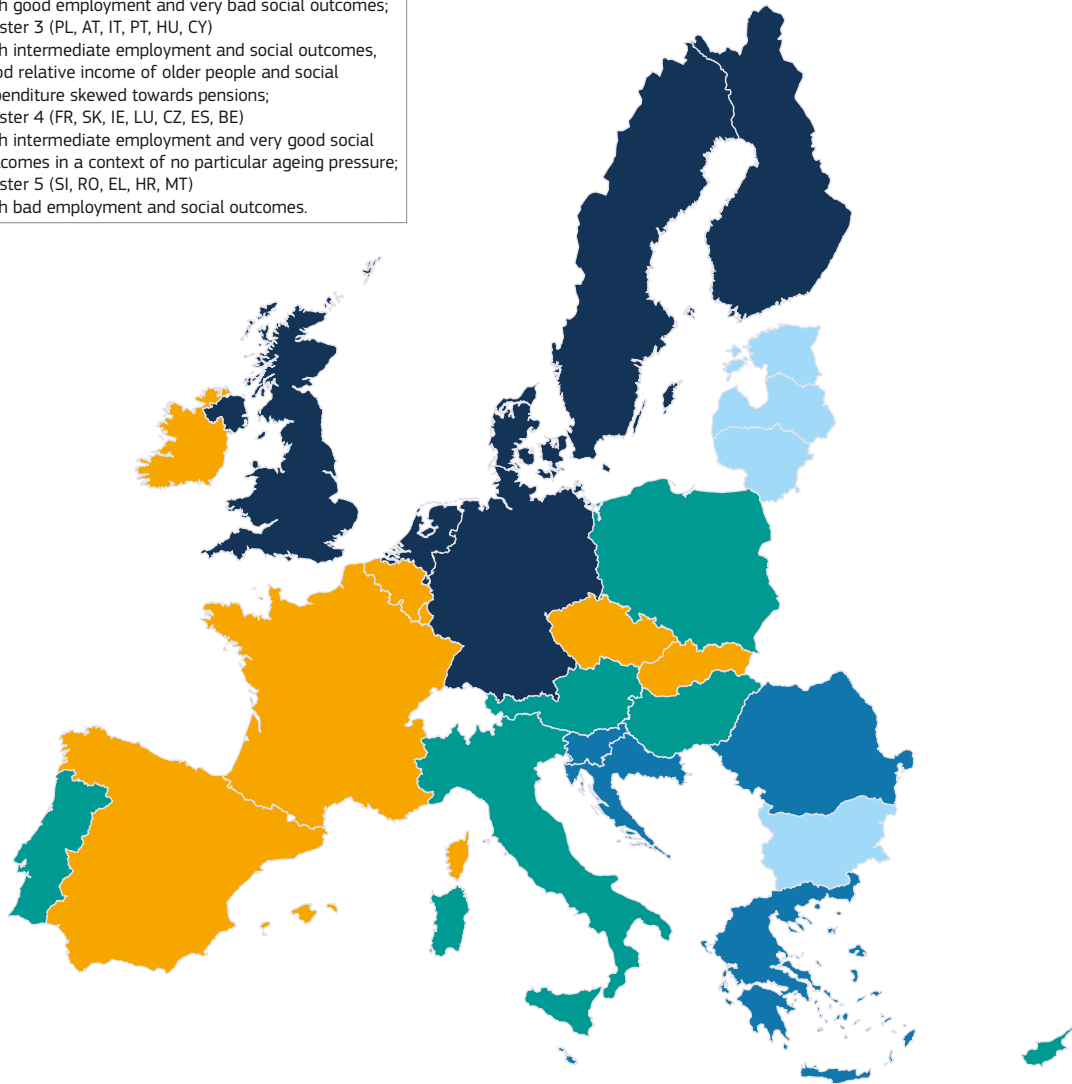 h good employment and very bad social outcomes;
ster 3 (PL, AT, IT, PT, HU, CY)
h intermediate employment and social outcomes,
od relative income of older people and social
penditure skewed towards pensions;
ster 4 (FR, SK, IE, LU, CZ, ES, BE)
h intermediate employment and very good social
tcomes in a context of no particular ageing pressure;
ster 5 (SI, RO, EL, HR, MT)
h bad employment and social outcomes.